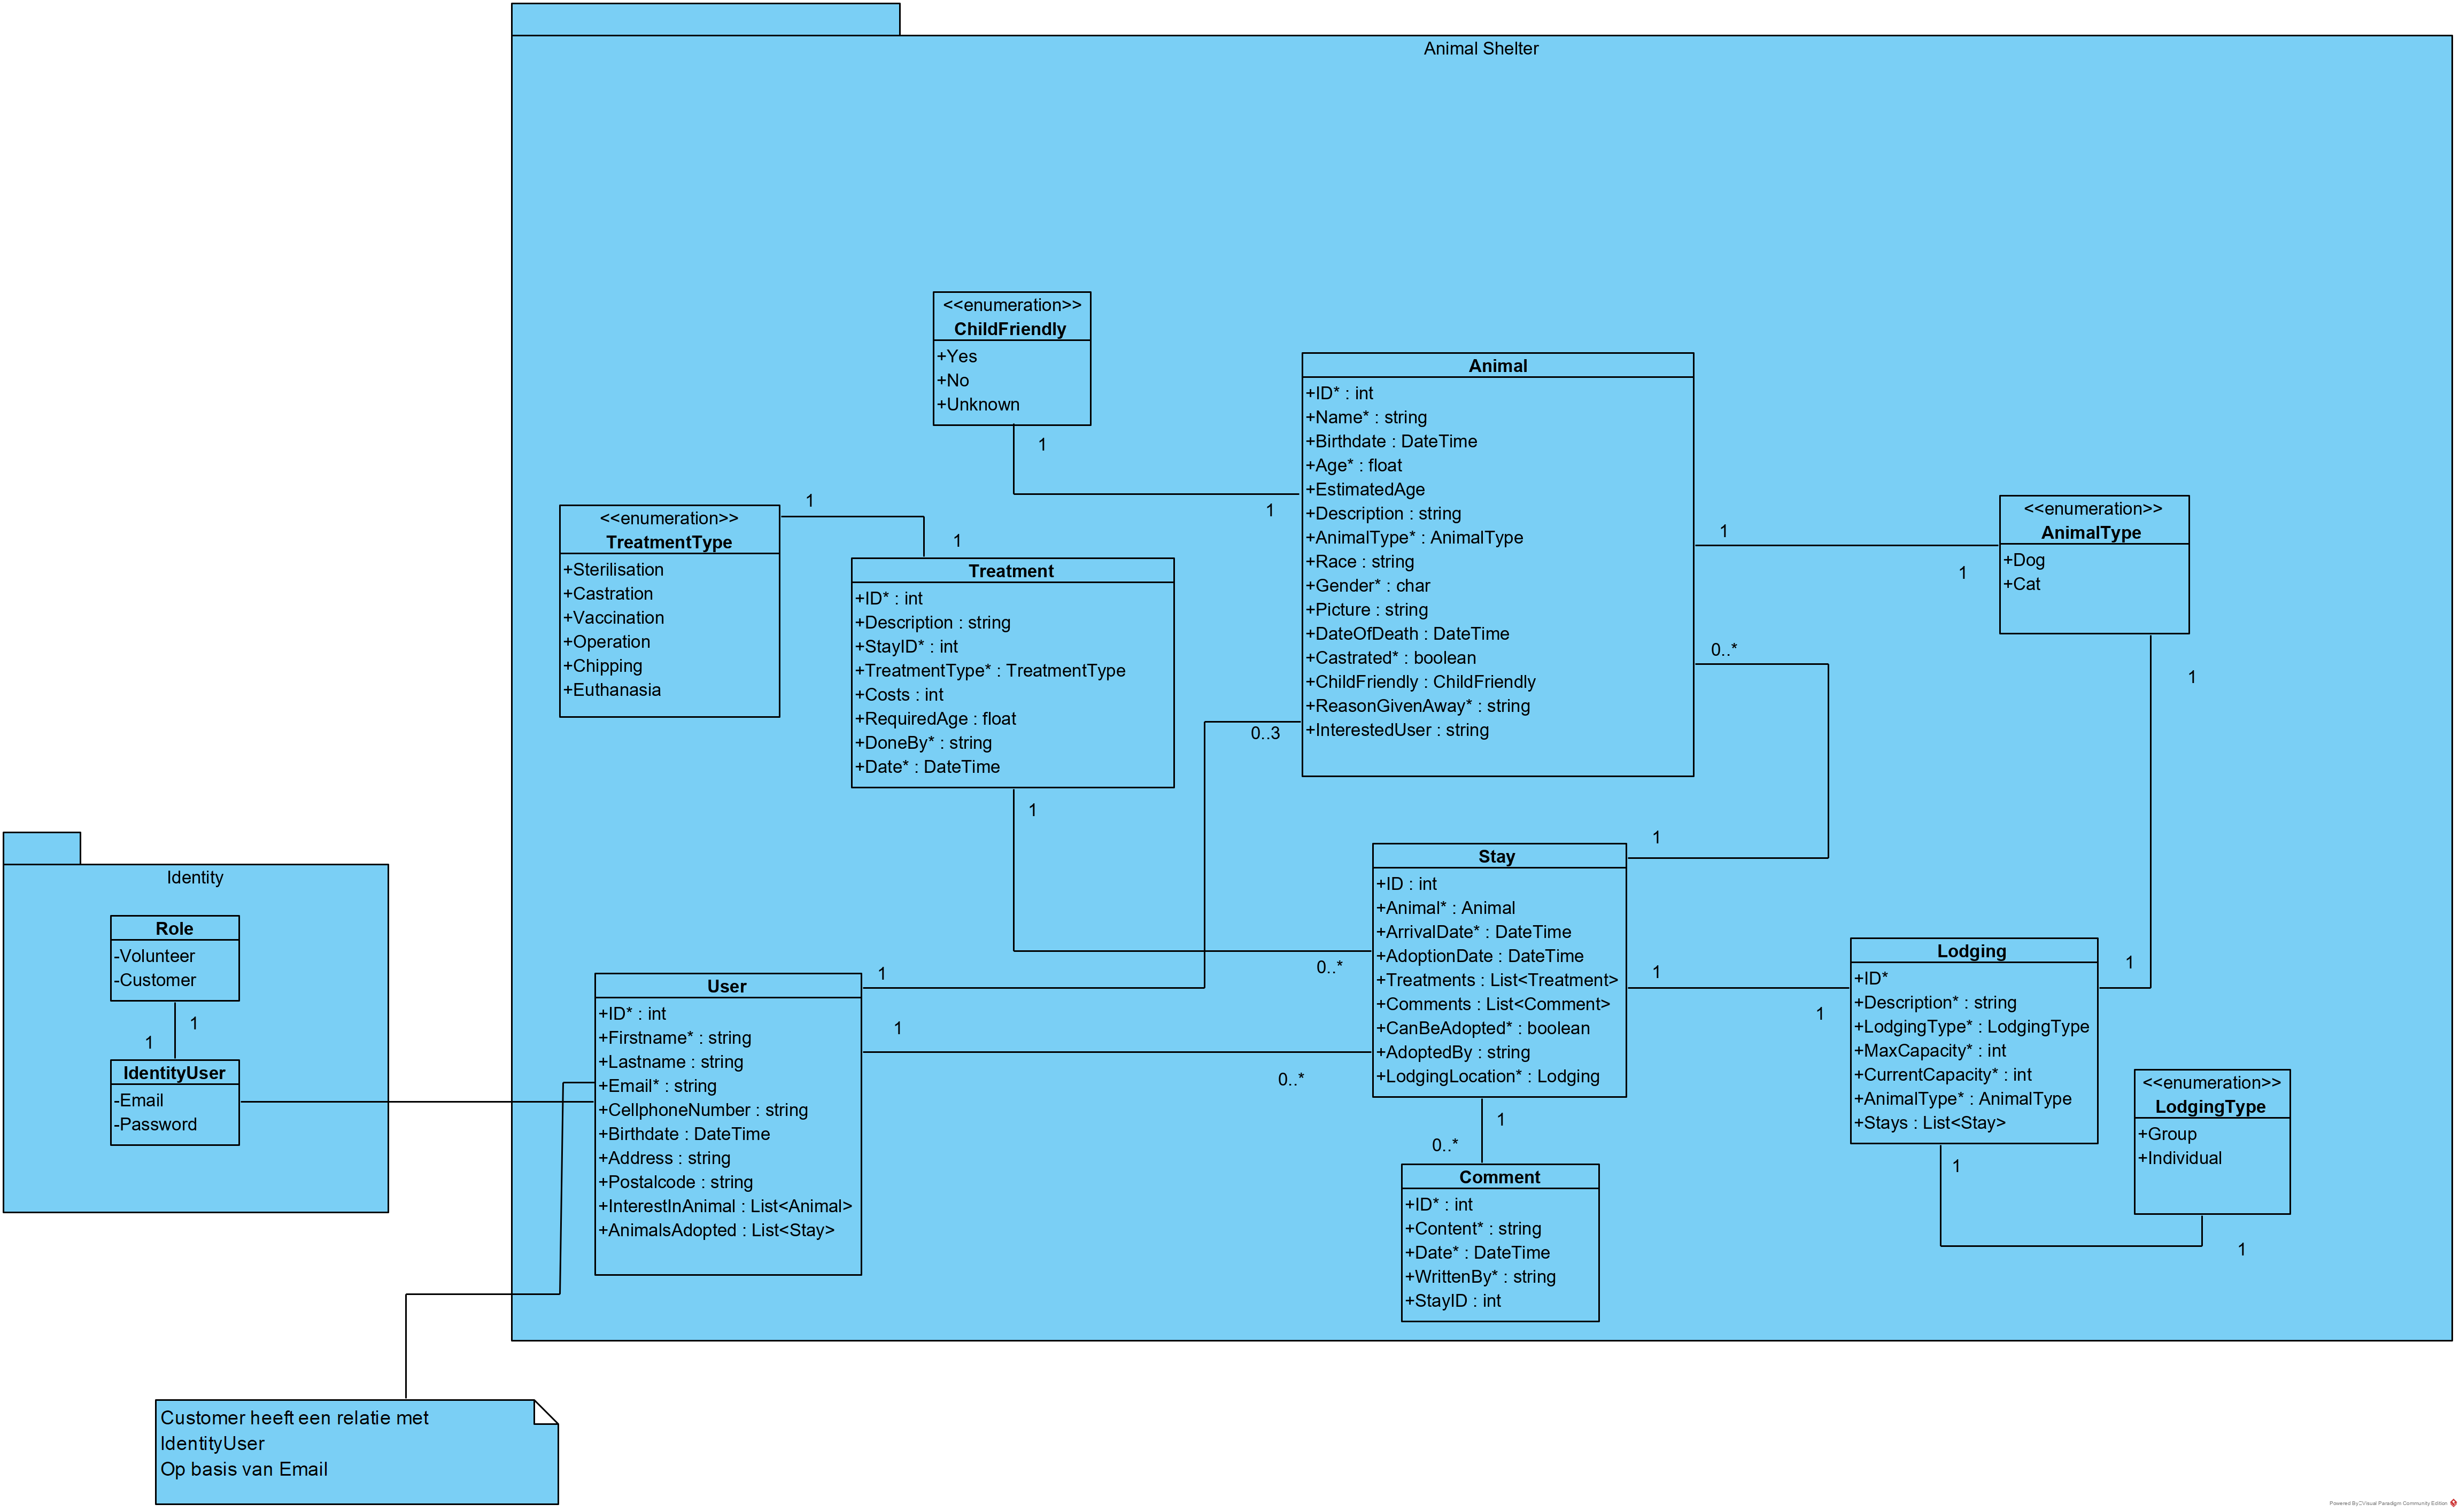 Animal Shelter
<<enumeration>>
ChildFriendly
+Yes
+No
+Unknown
1
1
Animal
+ID* : int
+Name* : string
+Birthdate : DateTime
+Age* : float
+EstimatedAge
+Description : string
+AnimalType* : AnimalType
+Race : string
+Gender* : char
+Picture : string
+DateOfDeath : DateTime
+Castrated* : boolean
+ChildFriendly : ChildFriendly
+ReasonGivenAway* : string
+InterestedUser : string
1
1
0..*
0..3
<<enumeration>>
AnimalType
+Dog
+Cat
1
<<enumeration>>
TreatmentType
+Sterilisation
+Castration
+Vaccination
+Operation
+Chipping
+Euthanasia
1
1
Treatment
+ID* : int
+Description : string
+StayID* : int
+TreatmentType* : TreatmentType
+Costs : int
+RequiredAge : float
+DoneBy* : string
+Date* : DateTime
1
Identity
Role
-Volunteer
-Customer
1
1
IdentityUser
-Email
-Password
User
+ID* : int
+Firstname* : string
+Lastname : string
+Email* : string
+CellphoneNumber : string
+Birthdate : DateTime
+Address : string
+Postalcode : string
+InterestInAnimal : List<Animal>
+AnimalsAdopted : List<Stay>
1
1
0..*
0..*
1
Stay
+ID : int
+Animal* : Animal
+ArrivalDate* : DateTime
+AdoptionDate : DateTime
+Treatments : List<Treatment>
+Comments : List<Comment>
+CanBeAdopted* : boolean
+AdoptedBy : string
+LodgingLocation* : Lodging
1
1
1
Lodging
+ID*
+Description* : string
+LodgingType* : LodgingType
+MaxCapacity* : int
+CurrentCapacity* : int
+AnimalType* : AnimalType
+Stays : List<Stay>
1
1
<<enumeration>>
LodgingType
+Group
+Individual
1
1
0..*
Comment
+ID* : int
+Content* : string
+Date* : DateTime
+WrittenBy* : string
+StayID : int
Customer heeft een relatie met
IdentityUser
Op basis van Email
Powered By Visual Paradigm Community Edition